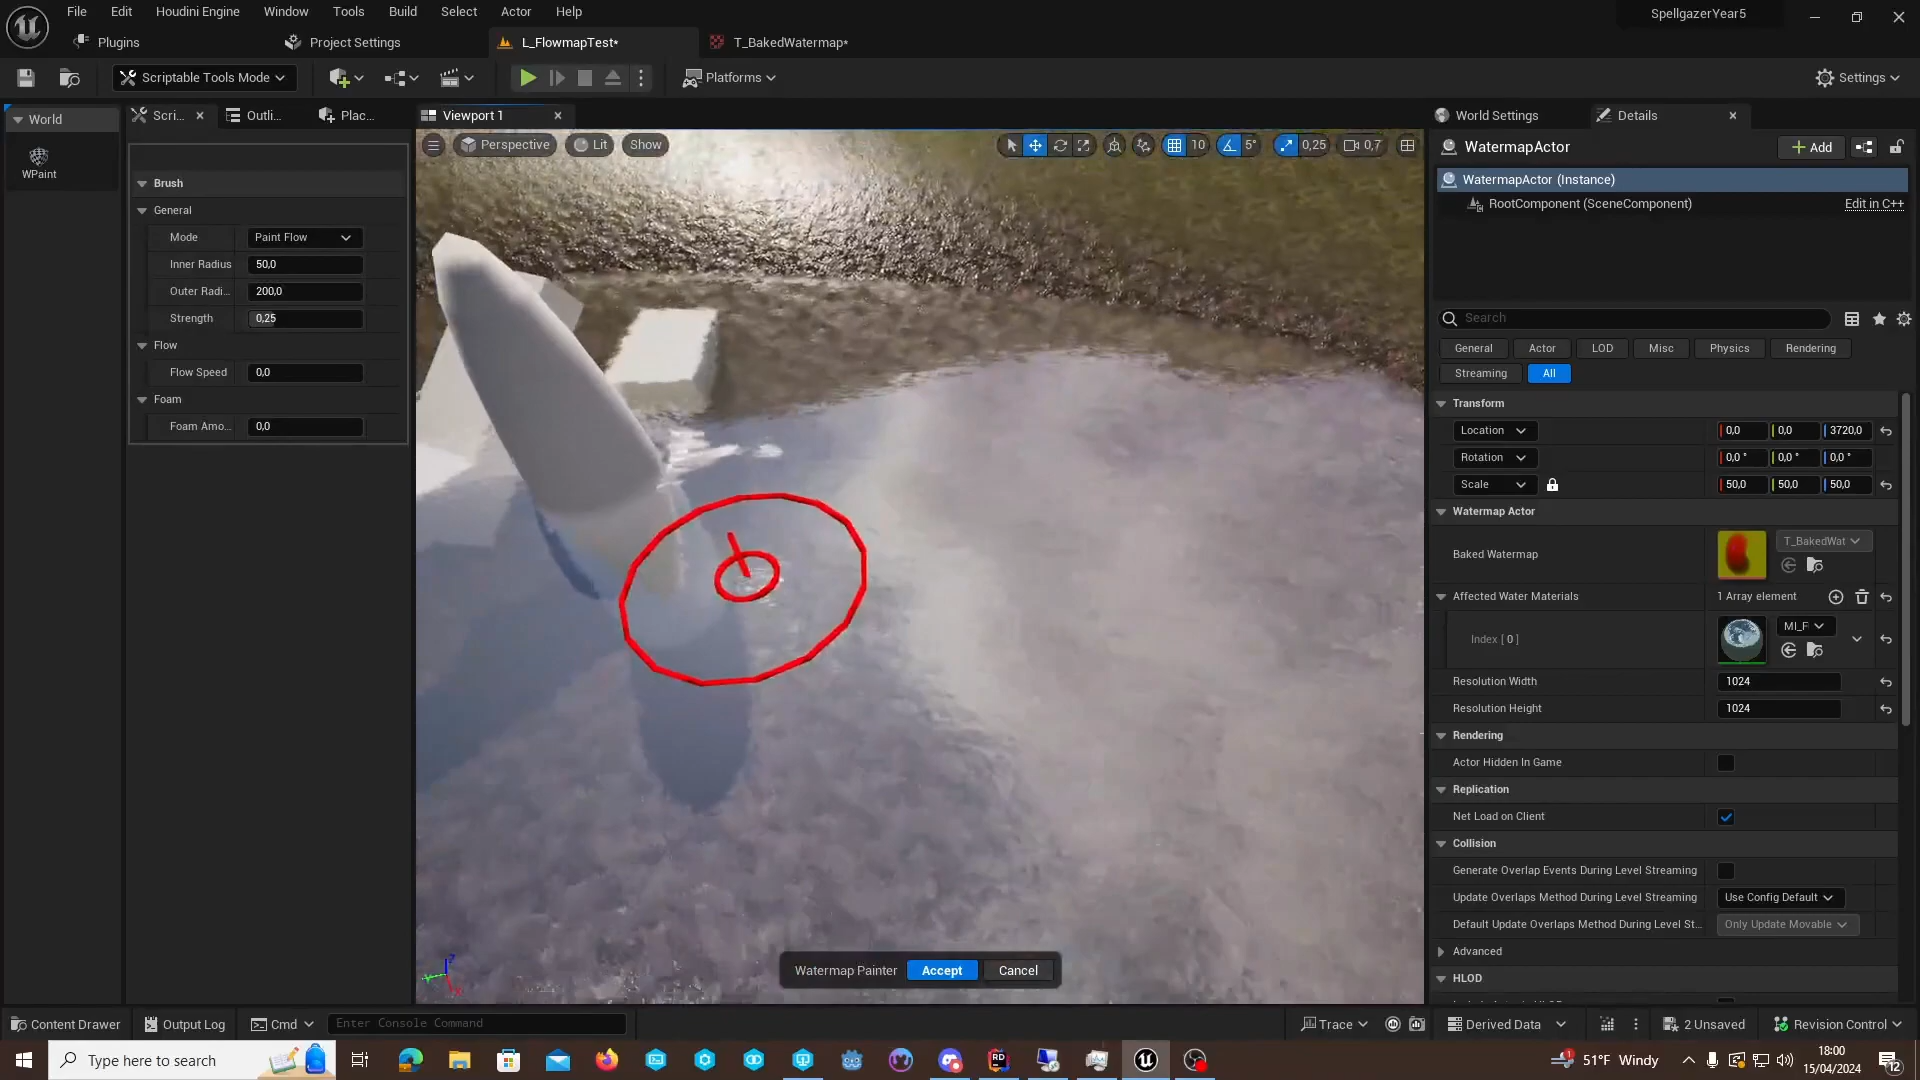 File Edit Houdini Engine Window Tools Build Select Actor Help
SpellgazerYear5
Plugins Project Settings L_FlowmapTest* T_BakedWatermap*
Scriptable Tools Mode Platforms Settings
World
WPaint
Scri... Outli... Plac...
Brush
General
Mode Paint Flow
Inner Radius 50,0
Outer Radi... 200,0
Strength 0,25
Flow
Flow Speed 0,0
Foam
Foam Amo... 0,0
Viewport 1
Perspective Lit Show
10 5° 0,25 0,7
Watermap Painter Accept Cancel
World Settings Details
WatermapActor Add
WatermapActor (Instance)
RootComponent (SceneComponent) Edit in C++
Search
General Actor LOD Misc Physics Rendering
Streaming All
Transform
Location 0,0 0,0 3720,0
Rotation 0,0 ° 0,0 ° 0,0 °
Scale 50,0 50,0 50,0
Watermap Actor
Baked Watermap T_BakedWat
Affected Water Materials 1 Array element
Index [ 0 ] MI_F
Resolution Width 1024
Resolution Height 1024
Rendering
Actor Hidden In Game
Replication
Net Load on Client
Collision
Generate Overlap Events During Level Streaming
Update Overlaps Method During Level Streaming Use Config Default
Default Update Overlaps Method During Level St... Only Update Movable
Advanced
HLOD
Content Drawer Output Log Cmd Enter Console Command Trace Derived Data 2 Unsaved Revision Control
Type here to search
51°F Windy
18:00
15/04/2024
12